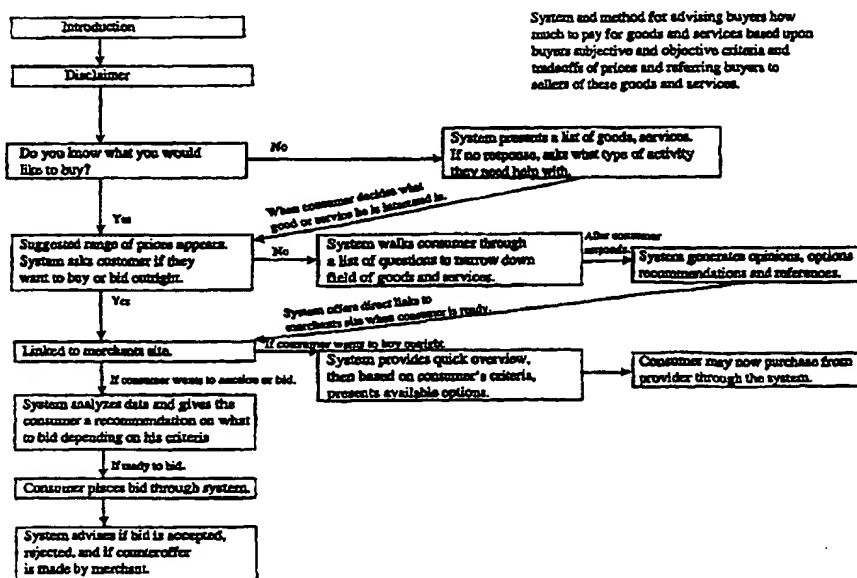 Introduction
System and method for advising buyers how
much to pay for goods and services based upon
buyers subjective and objective criteria and
tradeoffs of prices and referring buyers to
sellers of these goods and services.
Disclaimer
Do you know what you would
like to buy?
No
System presents a list of goods, services.
If no response, asks what type of activity
they need help with.
When consumer decides what
good or service he is interested in.
Yes
Suggested range of prices appears.
System asks customer if they
want to buy or bid outright.
No
System walks consumer through
a list of questions to narrow down
field of goods and services.
After consumer
responds.
System generates opinions, options
recommendations and references.
Yes
System offers direct links to
merchants site when consumer is ready.
Linked to merchants site.
If consumer wants to buy outright.
System provides quick overview,
then based on consumer's criteria,
presents available options.
Consumer may now purchase from
provider through the system.
If consumer wants to auction or bid.
System analyzes data and gives the
consumer a recommendation on what
to bid depending on his criteria
If ready to bid.
Consumer places bid through system.
System advises if bid is accepted,
rejected, and if counteroffer
is made by merchant.